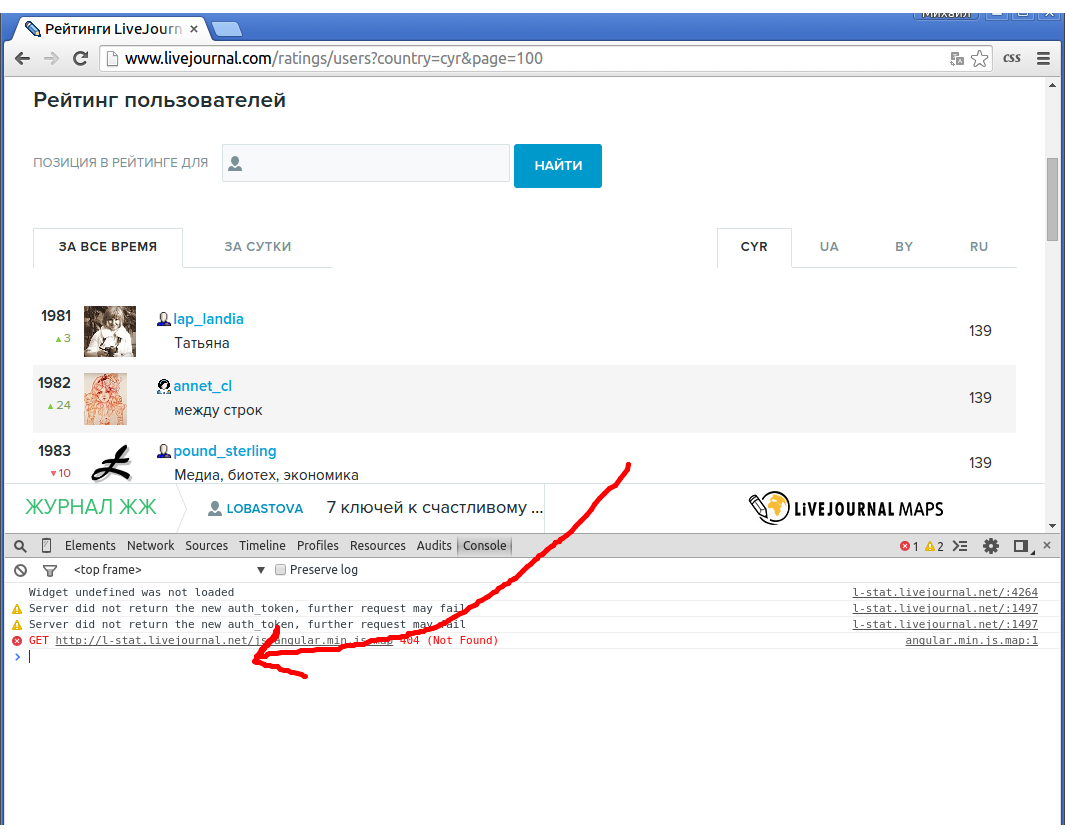 Михаил
Рейтинги LiveJourn
www.livejournal.com/ratings/users?country=cyr&page=100
css
Рейтинг пользователей
ПОЗИЦИЯ В РЕЙТИНГЕ ДЛЯ
НАЙТИ
ЗА ВСЕ ВРЕМЯ ЗА СУТКИ CYR UA BY RU
1981 lap_landia
3 Татьяна 139
1982 annet_cl
24 между строк 139
1983 pound_sterling
10 Медиа, биотех, экономика 139
ЖУРНАЛ ЖЖ LOBASTOVA 7 ключей к счастливому ... LiVEJOURNAL MAPS
Elements Network Sources Timeline Profiles Resources Audits Console 1 2
<top frame> Preserve log
Widget undefined was not loaded l-stat.livejournal.net/:4264
Server did not return the new auth_token, further request may fail l-stat.livejournal.net/:1497
Server did not return the new auth_token, further request may fail l-stat.livejournal.net/:1497
GET http://l-stat.livejournal.net/js/angular.min.js.map 404 (Not Found) angular.min.js.map:1